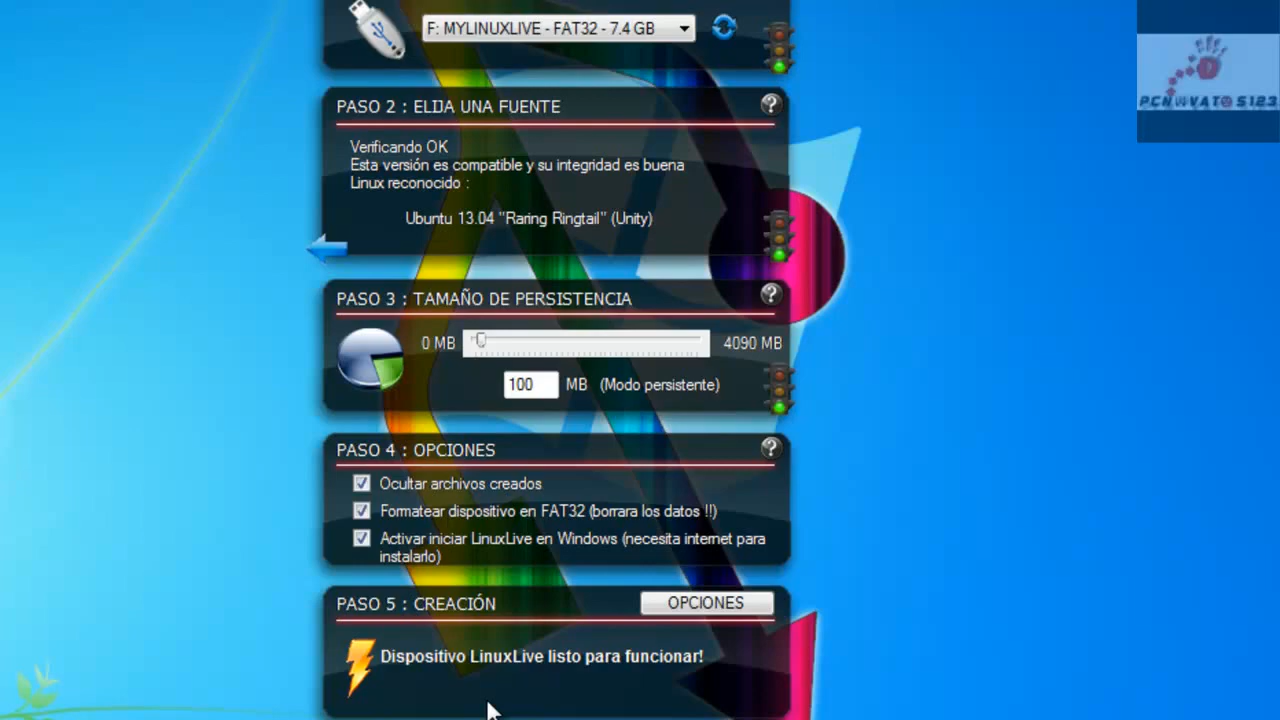 F: MYLINUXLIVE - FAT32 - 7.4 GB
PCN
VAT
S123
PASO 2 : ELIJA UNA FUENTE
Verificando OK
Esta versión es compatible y su integridad es buena
Linux reconocido :
Ubuntu 13.04 "Raring Ringtail" (Unity)
PASO 3 : TAMAÑO DE PERSISTENCIA
0 MB
4090 MB
100 MB (Modo persistente)
PASO 4 : OPCIONES
Ocultar archivos creados
Formatear dispositivo en FAT32 (borrara los datos !!)
Activar iniciar LinuxLive en Windows (necesita internet para
instalarlo)
PASO 5 : CREACIÓN
OPCIONES
Dispositivo LinuxLive listo para funcionar!